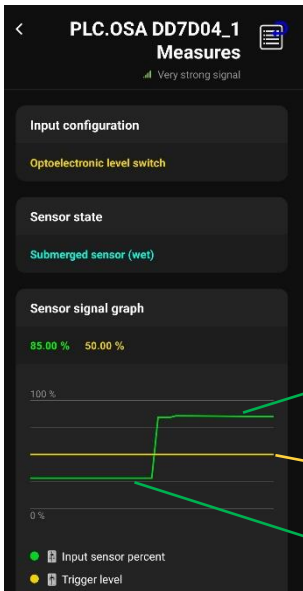 PLC.OSA DD7D04_1
Measures
Very strong signal
Input configuration
Optoelectronic level switch
Sensor state
Submerged sensor (wet)
Sensor signal graph
85.00 % 50.00 %
100 %
0 %
Input sensor percent
Trigger level